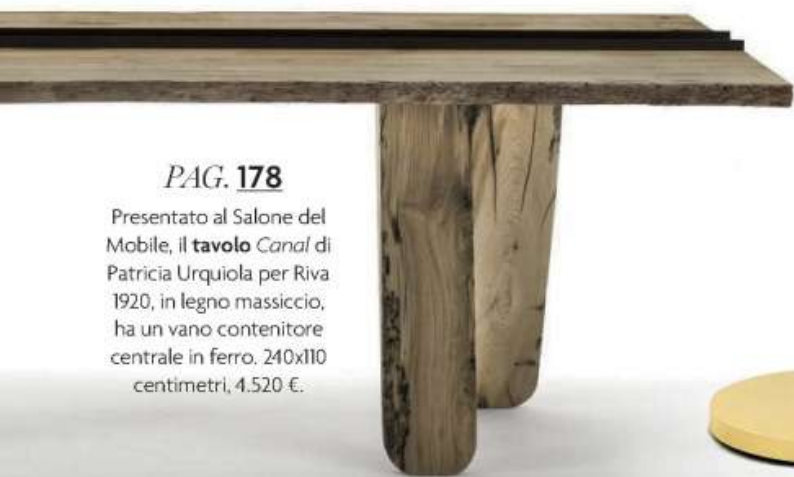 PAG. 178
Presentato al Salone del
Mobile, il tavolo Canal di
Patricia Urquiola per Riva
1920, in legno massiccio,
ha un vano contenitore
centrale in ferro. 240x110
centimetri, 4.520 €.